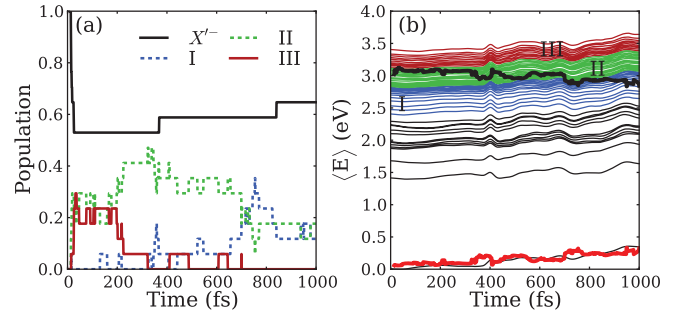 (a)
X'−
I
II
III
Population
1.0
0.8
0.6
0.4
0.2
0.0
0
200
400
600
800
1000
Time (fs)
(b)
III
II
I
⟨E⟩ (eV)
4.0
3.5
3.0
2.5
2.0
1.5
1.0
0.5
0.0
0
200
400
600
800
1000
Time (fs)